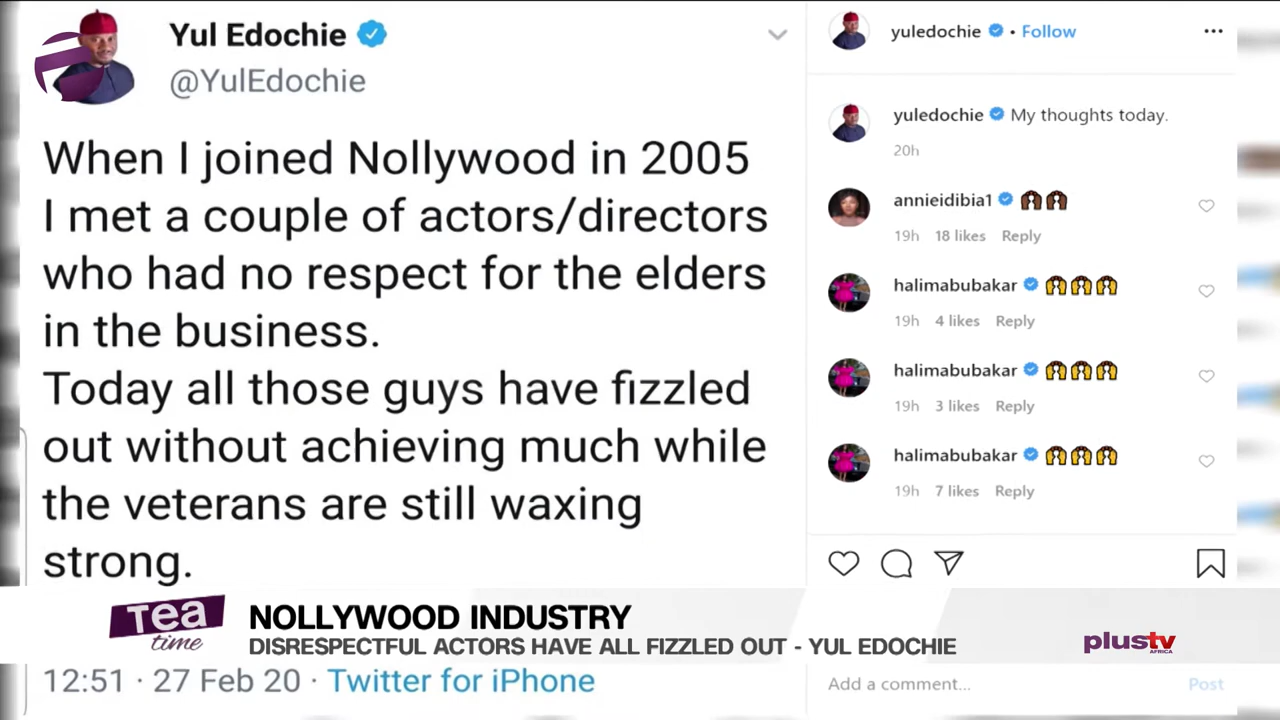 Yul Edochie
@YulEdochie
When I joined Nollywood in 2005
I met a couple of actors/directors
who had no respect for the elders
in the business.
Today all those guys have fizzled
out without achieving much while
the veterans are still waxing
strong.
12:51 · 27 Feb 20 · Twitter for iPhone
yuledochie • Follow
yuledochie My thoughts today.
20h
annieidibia1
19h 18 likes Reply
halimabubakar
19h 4 likes Reply
halimabubakar
19h 3 likes Reply
halimabubakar
19h 7 likes Reply
Add a comment... Post
Tea
time
NOLLYWOOD INDUSTRY
DISRESPECTFUL ACTORS HAVE ALL FIZZLED OUT - YUL EDOCHIE
plustv
AFRICA